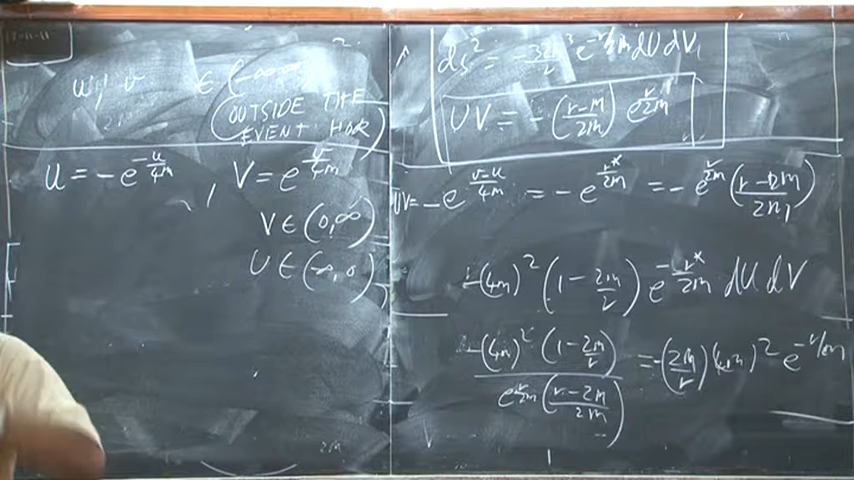 u, v ∈ (-∞, ∞)
(OUTSIDE THE
EVENT HOR)
U = -e^{-u/4m} , V = e^{v/4m}
V ∈ (0, ∞)
U ∈ (-∞, 0)
ds² = -32m³/r e^{-r/2m} dU dV
UV = -(r-2m/2m) e^{r/2m}
UV = -e^{v-u/4m} = -e^{r*/2m} = -e^{r/2m} (r-2m/2m)
-(4m)² (1 - 2m/r) e^{-r*/2m} dU dV
-(4m)² (1 - 2m/r) / e^{r/2m} (r-2m/2m) = -(2m/r)(4m)² e^{-r/2m}